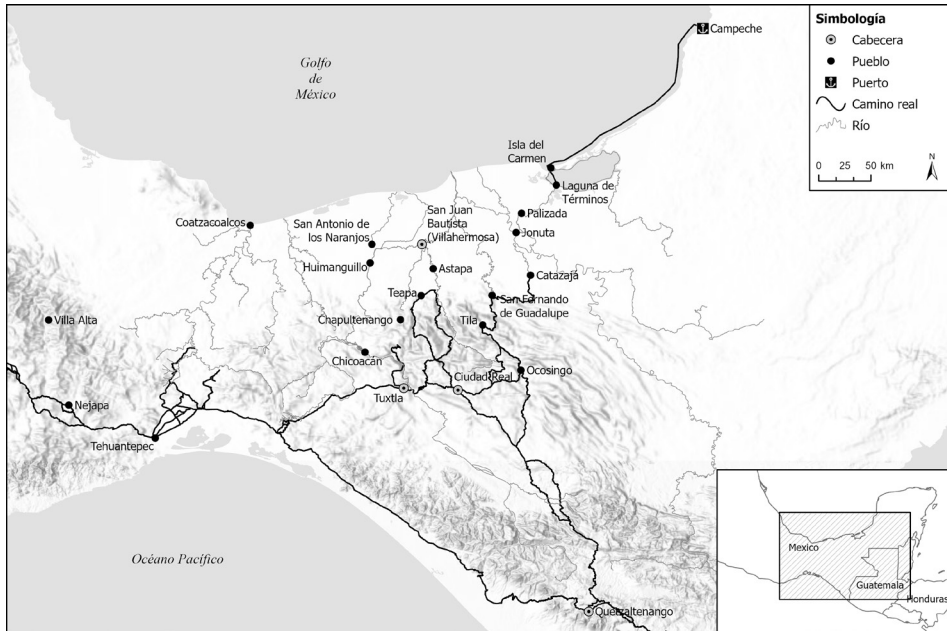 Simbología
Cabecera
Pueblo
Puerto
Camino real
Río
0 25 50 km
N
Campeche
Golfo
de
México
Isla del
Carmen
Laguna de
Términos
Palizada
Jonuta
San Juan
Bautista
(Villahermosa)
San Antonio de
los Naranjos
Coatzacoalcos
Huimanguillo
Astapa
Catazajá
Teapa
San Fernando
de Guadalupe
Villa Alta
Chapultenango
Tila
Chicoacán
Ciudad Real
Ocosingo
Tuxtla
Nejapa
Tehuantepec
Océano Pacífico
Quetzaltenango
Mexico
Guatemala
Honduras